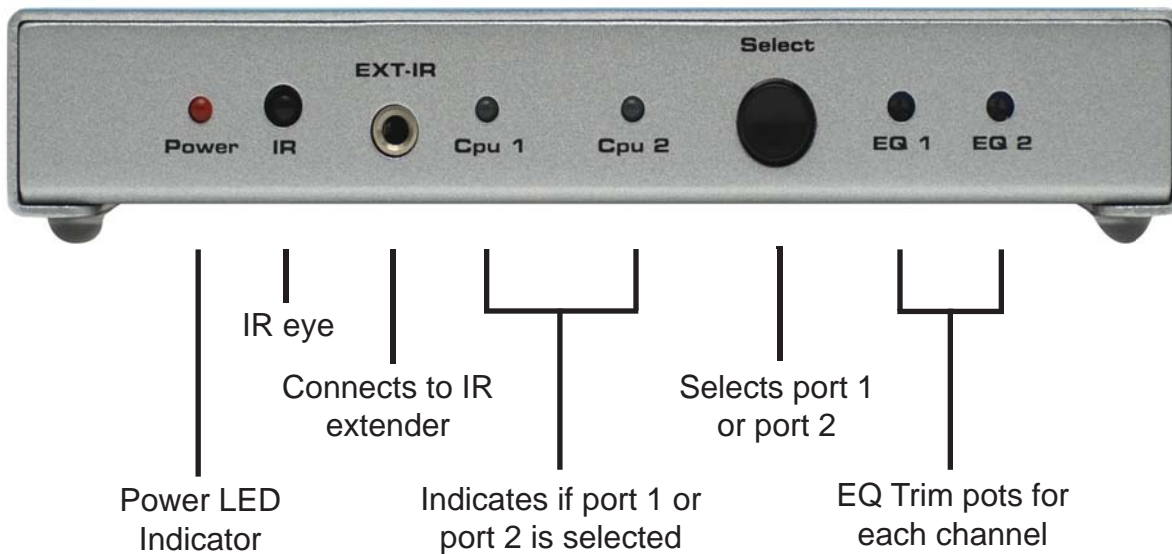 Select
EXT-IR
Power
IR
Cpu 1
Cpu 2
EQ 1
EQ 2
IR eye
Connects to IR
extender
Selects port 1
or port 2
Power LED
Indicator
Indicates if port 1 or
port 2 is selected
EQ Trim pots for
each channel